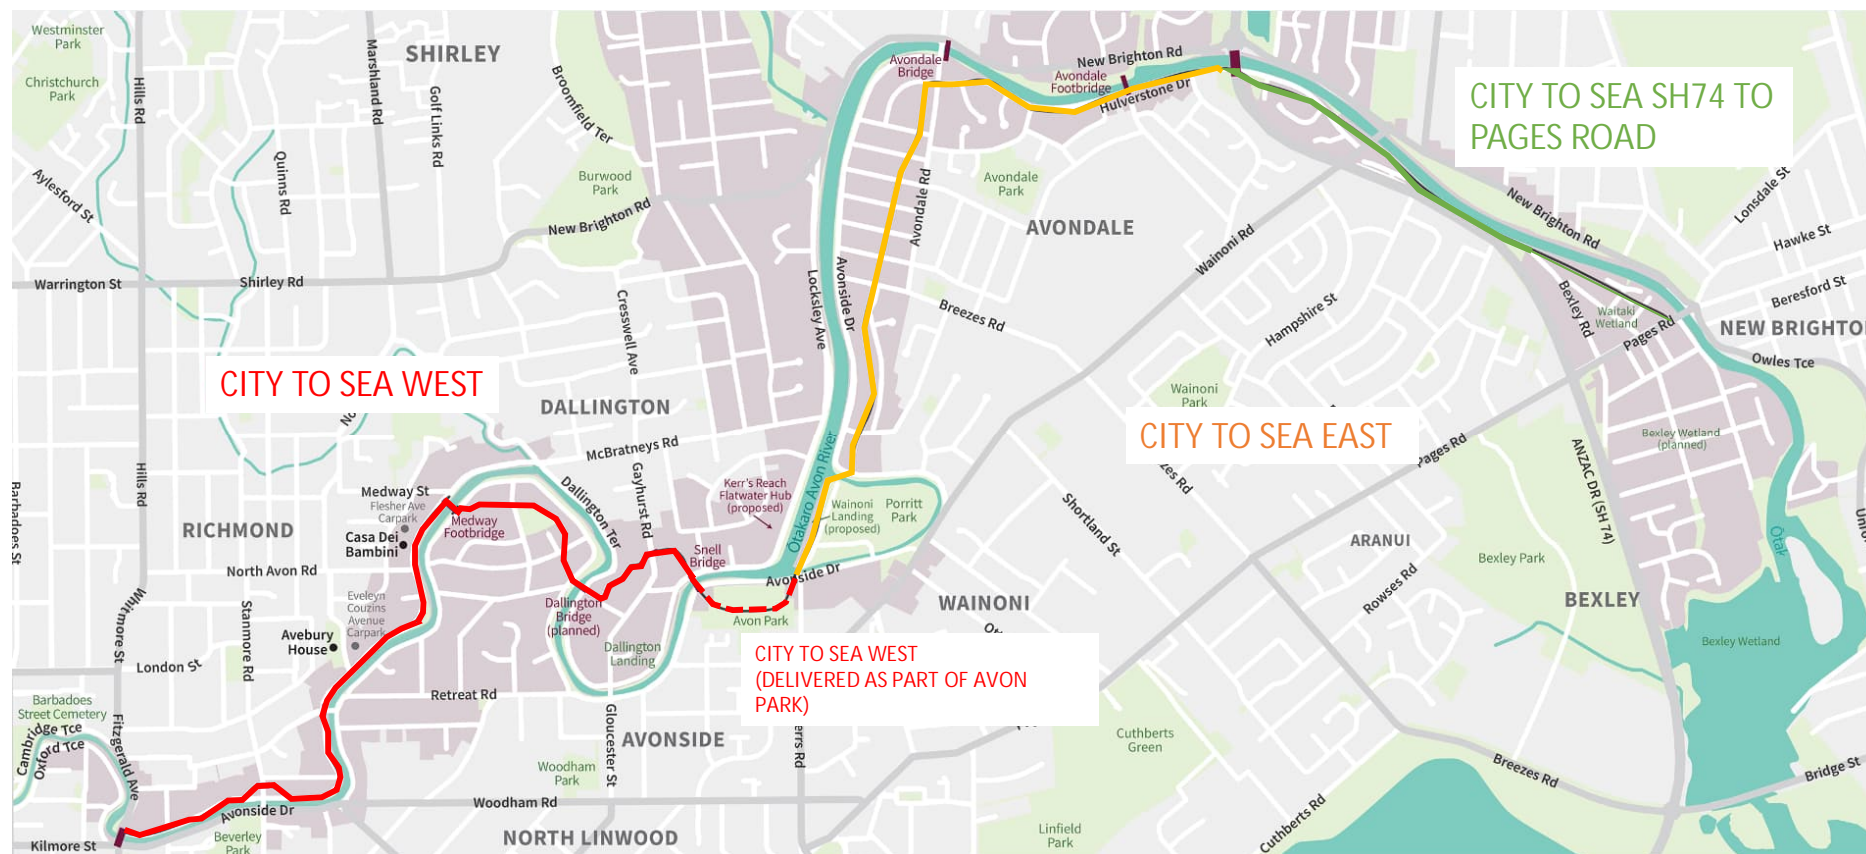 Westminster
Park
Christchurch
Park
Hills Rd
Marshland Rd
SHIRLEY
Golf Links Rd
Broomfield Ter
Quinns Rd
Aylesford St
Burwood
Park
New Brighton Rd
Warrington St
Shirley Rd
Avondale
Bridge
New Brighton Rd
Avondale
Footbridge
Hulverstone Dr
CITY TO SEA SH74 TO
PAGES ROAD
Avondale
Park
Avondale Rd
AVONDALE
Wainoni Rd
New Brighton Rd
Lonsdale St
Hawke St
Beresford St
Locksley Ave
Avonside Dr
Cresswell Ave
Breezes Rd
Hampshire St
Bexley Rd
Waitaki
Wetland
Pages Rd
NEW BRIGHTO
Owles Tce
CITY TO SEA WEST
No
DALLINGTON
McBratneys Rd
Wainoni
Park
CITY TO SEA EAST
zes Rd
Pages Rd
ANZAC DR (SH 74)
Bexley Wetland
(planned)
Hills Rd
Barbadoes St
Medway St
Flesher Ave
Carpark
Casa Dei
Bambini
Medway
Footbridge
Dallington Ter
Gayhurst Rd
Kerr's Reach
Flatwater Hub
(proposed)
Ōtākaro Avon River
Wainoni
Landing
(proposed)
Porritt
Park
Shortland St
RICHMOND
North Avon Rd
Snell
Bridge
Avonside Dr
ARANUI
Rowses Rd
Bexley Park
BEXLEY
Ōtak
Whitmore St
Stanmore Rd
Eveleyn
Couzins
Avenue
Carpark
Avebury
House
London St
Dallington
Bridge
(planned)
Dallington
Landing
Avon Park
WAINONI
Bexley Wetland
CITY TO SEA WEST
(DELIVERED AS PART OF AVON
PARK)
Retreat Rd
Barbadoes
Street Cemetery
Cambridge Tce
Oxford Tce
Fitzgerald Ave
Gloucester St
AVONSIDE
errs Rd
Cuthberts
Green
Woodham
Park
Woodham Rd
Avonside Dr
Breezes Rd
Bridge St
Kilmore St
Beverley
Park
NORTH LINWOOD
Linfield
Park
Cuthberts Rd